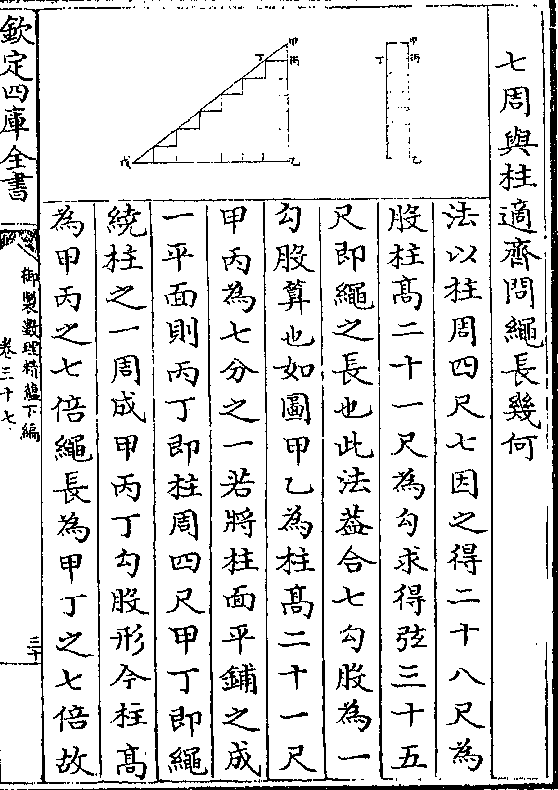 七周與柱適齊問繩長幾何
法以柱周四尺七因之得二十八尺為
股柱髙二十一尺為勾求得弦三十五
尺即繩之長也此法葢合七勾股為一
勾股算也如圖甲乙為柱髙二十一尺
甲丙為七分之一若將柱面平鋪之成
一平面則丙丁即柱周四尺甲丁即繩
繞柱之一周成甲丙丁勾股形今柱髙
為甲丙之七倍繩長為甲丁之七倍故
甲
丙
丁
乙
甲
丙
丁
乙
戊
欽定四庫全書
御製數理精藴下編
卷三十七
三十